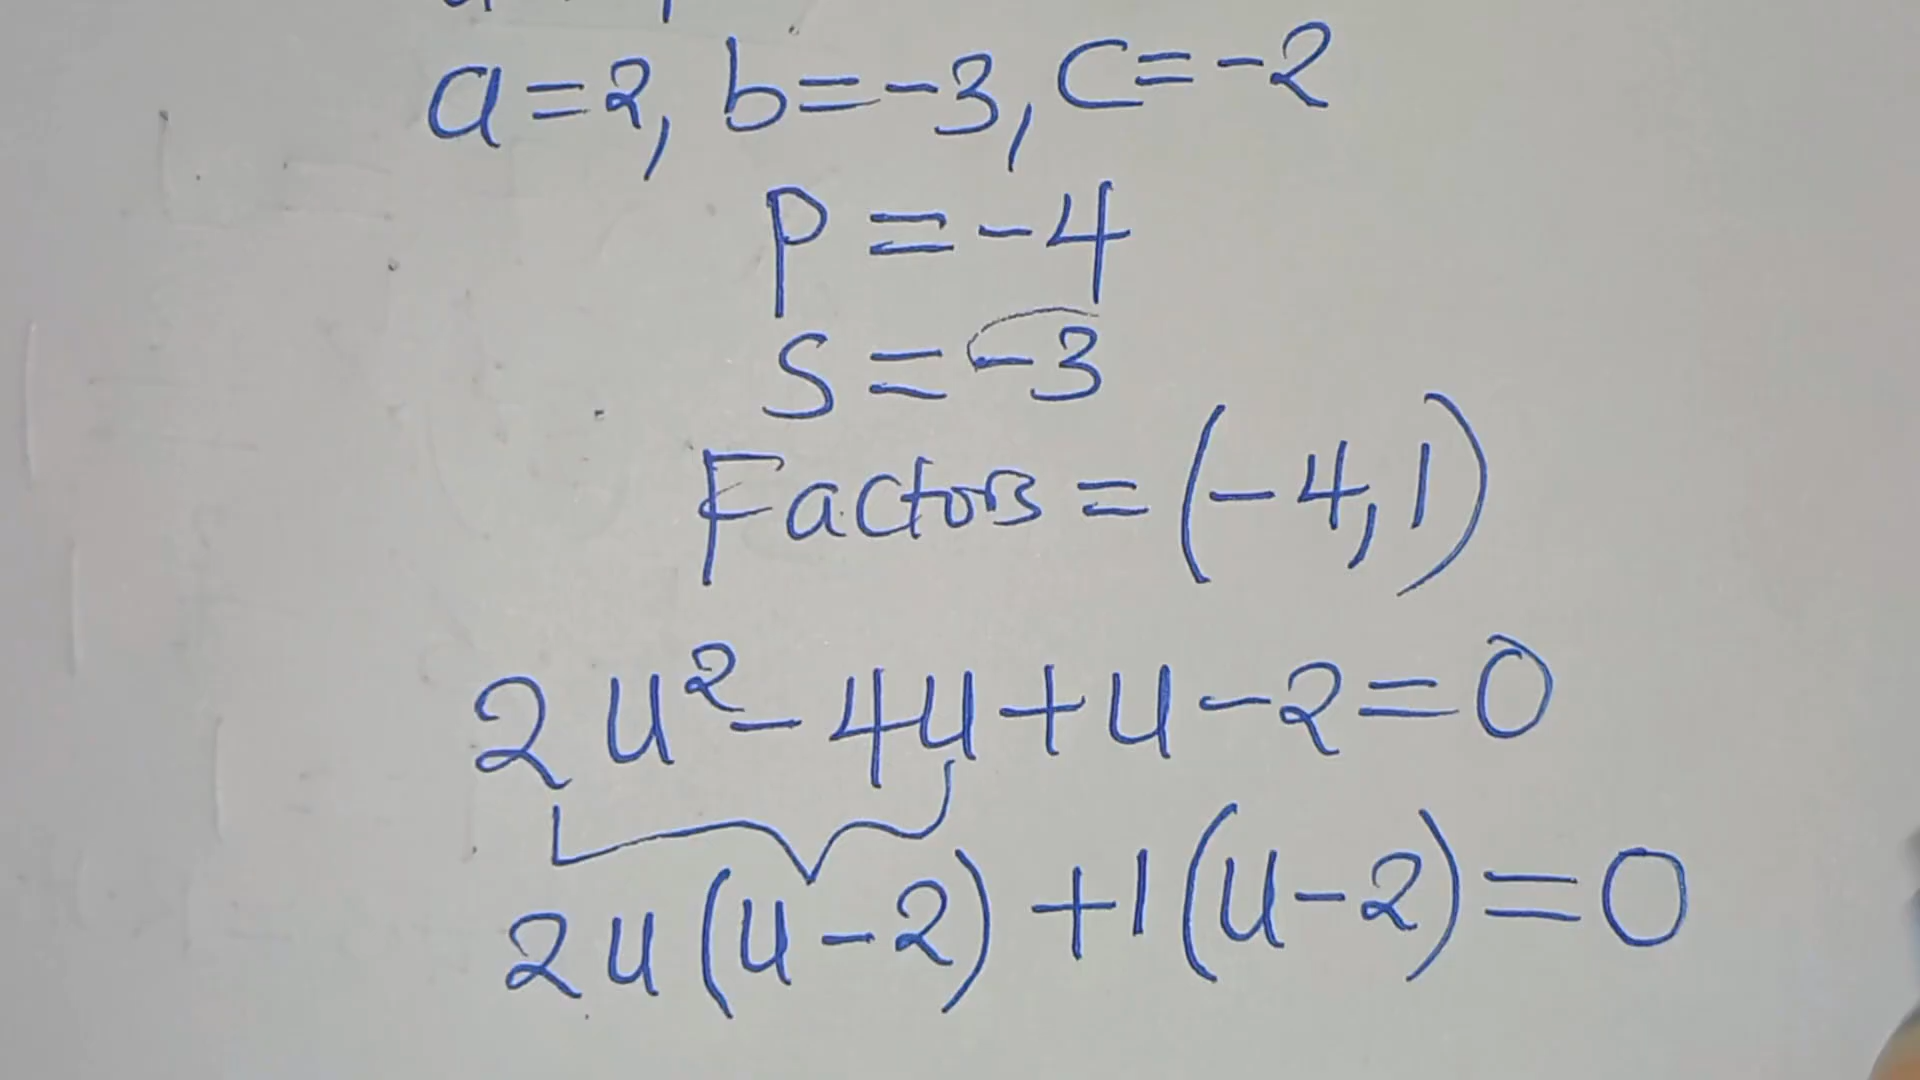 a=2, b=-3, c=-2
P=-4
S=-3
Factors=(-4,1)
2u²-4u+u-2=0
2u(u-2)+1(u-2)=0